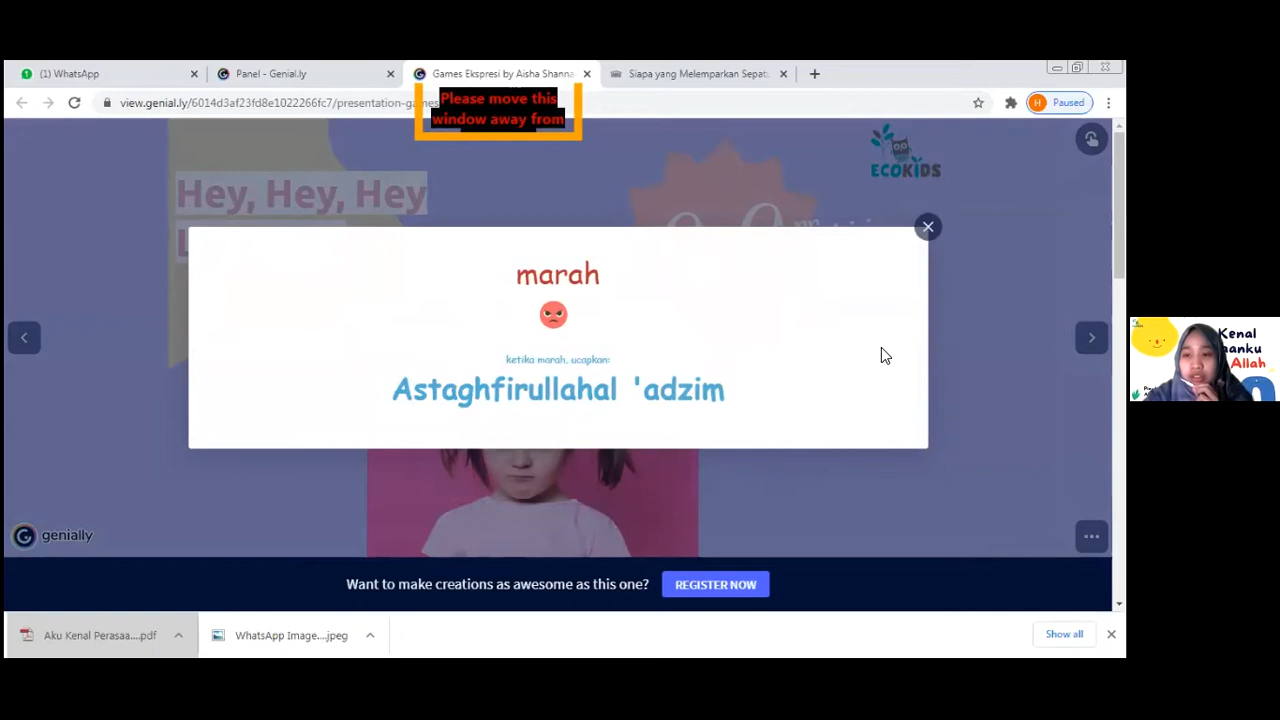 (1) WhatsApp
Panel - Genial.ly
Games Ekspresi by Aisha Shanna
Siapa yang Melemparkan Sepatu
view.genial.ly/6014d3af23fd8e1022266fc7/presentation-games
Paused
Please move this
window away from
Hey, Hey, Hey
ECOKIDS
marah
ketika marah, ucapkan:
Astaghfirullahal 'adzim
genially
Want to make creations as awesome as this one?
REGISTER NOW
Aku Kenal Perasaa....pdf
WhatsApp Image....jpeg
Show all
Kenal
Allah